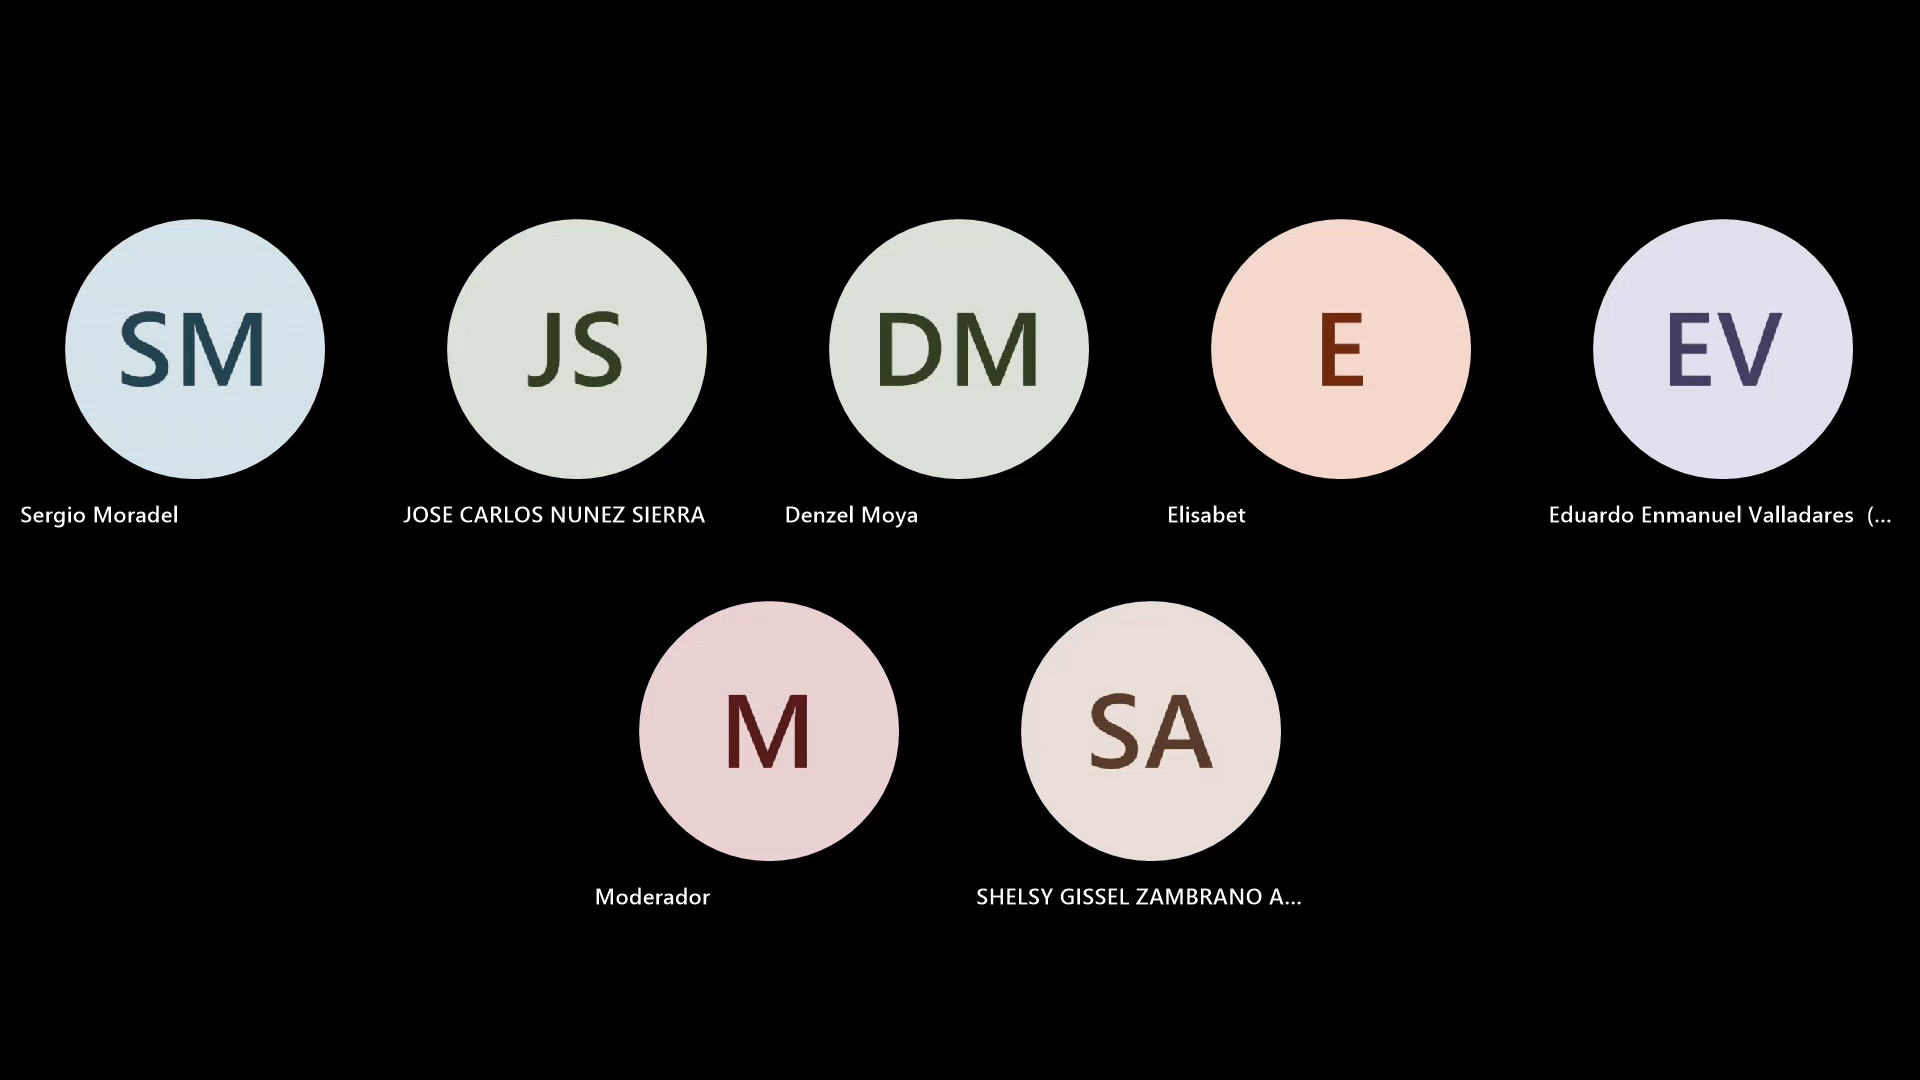 SM
JS
DM
E
EV
Sergio Moradel
JOSE CARLOS NUNEZ SIERRA
Denzel Moya
Elisabet
Eduardo Enmanuel Valladares (...
M
SA
Moderador
SHELSY GISSEL ZAMBRANO A...